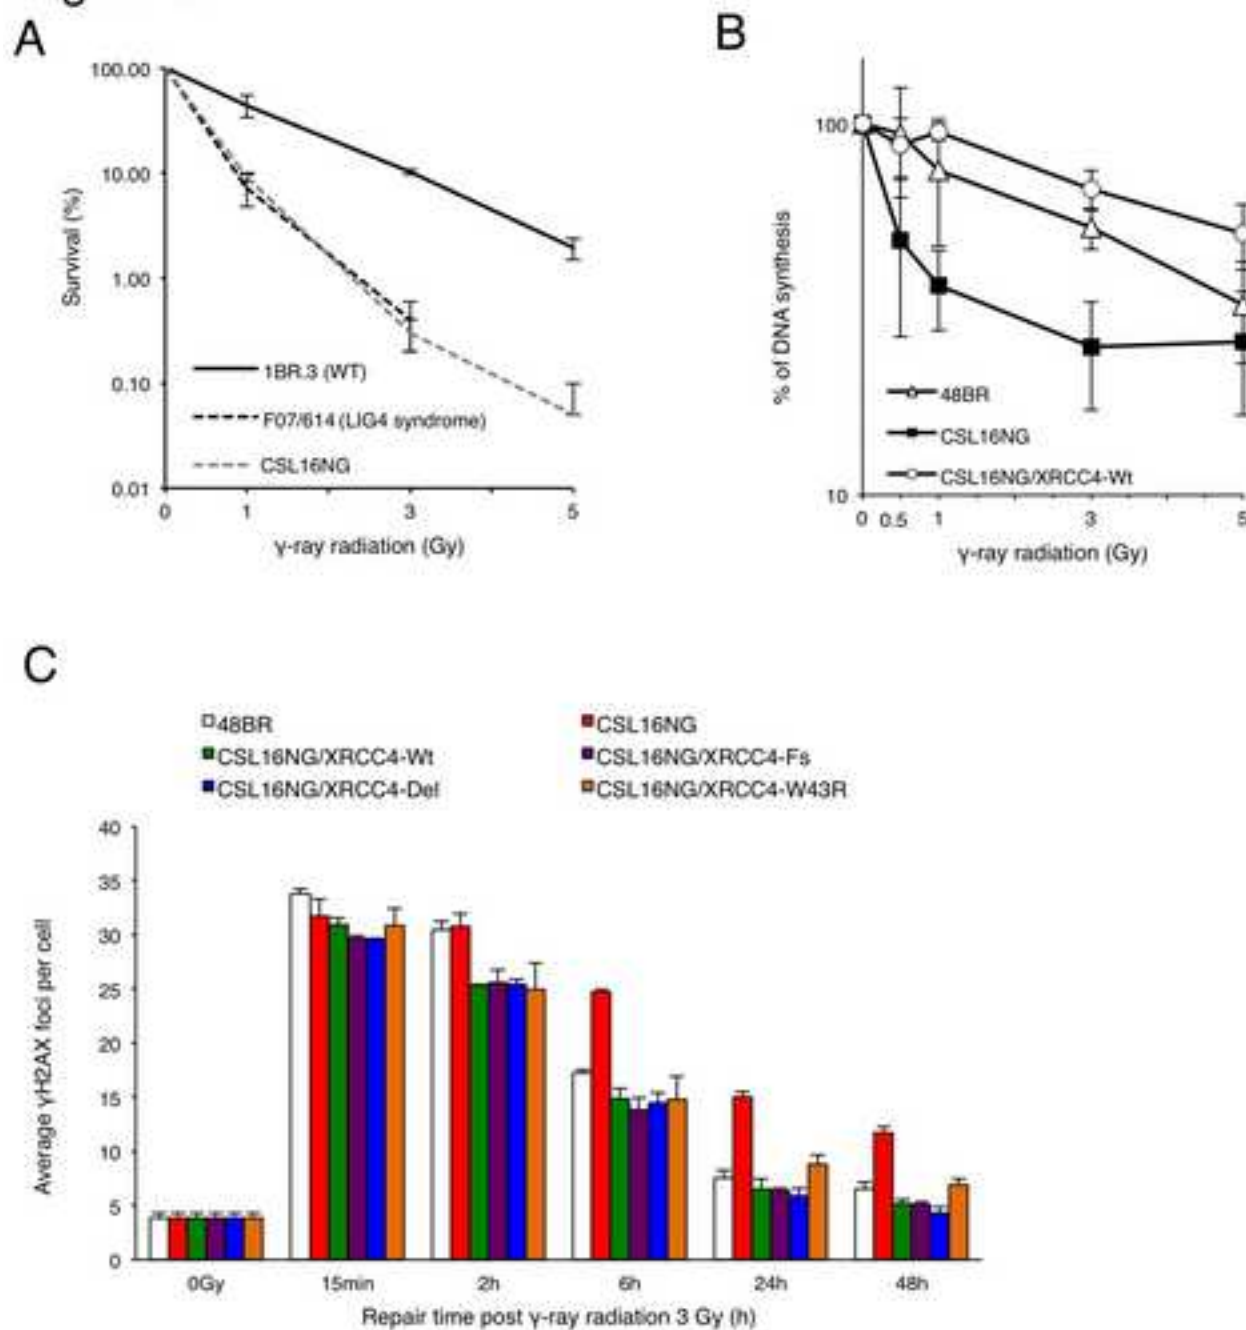 A
100.00
10.00
1.00
0.10
0.01
Survival (%)
1BR.3 (WT)
F07/614 (LIG4 syndrome)
CSL16NG
0 1 3 5
γ-ray radiation (Gy)
B
100
10
% of DNA synthesis
48BR
CSL16NG
CSL16NG/XRCC4-Wt
0 0.5 1 3 5
γ-ray radiation (Gy)
C
48BR CSL16NG
CSL16NG/XRCC4-Wt CSL16NG/XRCC4-Fs
CSL16NG/XRCC4-Del CSL16NG/XRCC4-W43R
40
35
30
25
20
15
10
5
0
Average γH2AX foci per cell
0Gy 15min 2h 6h 24h 48h
Repair time post γ-ray radiation 3 Gy (h)